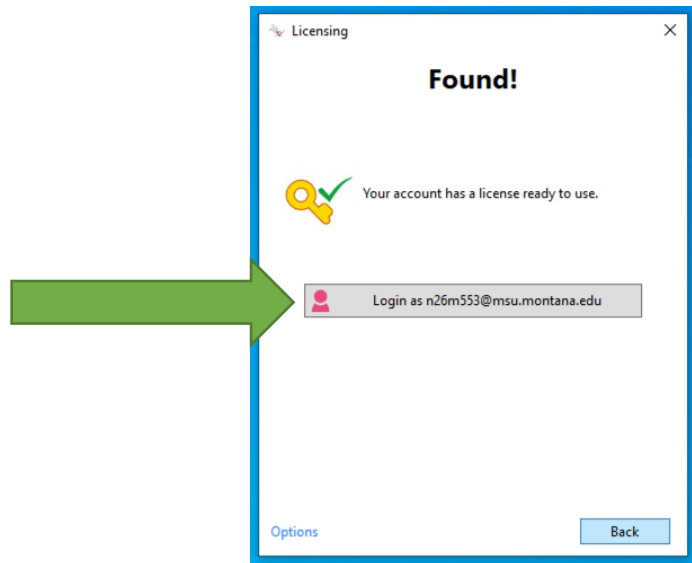 Licensing
Found!
Your account has a license ready to use.
Login as n26m553@msu.montana.edu
Options
Back